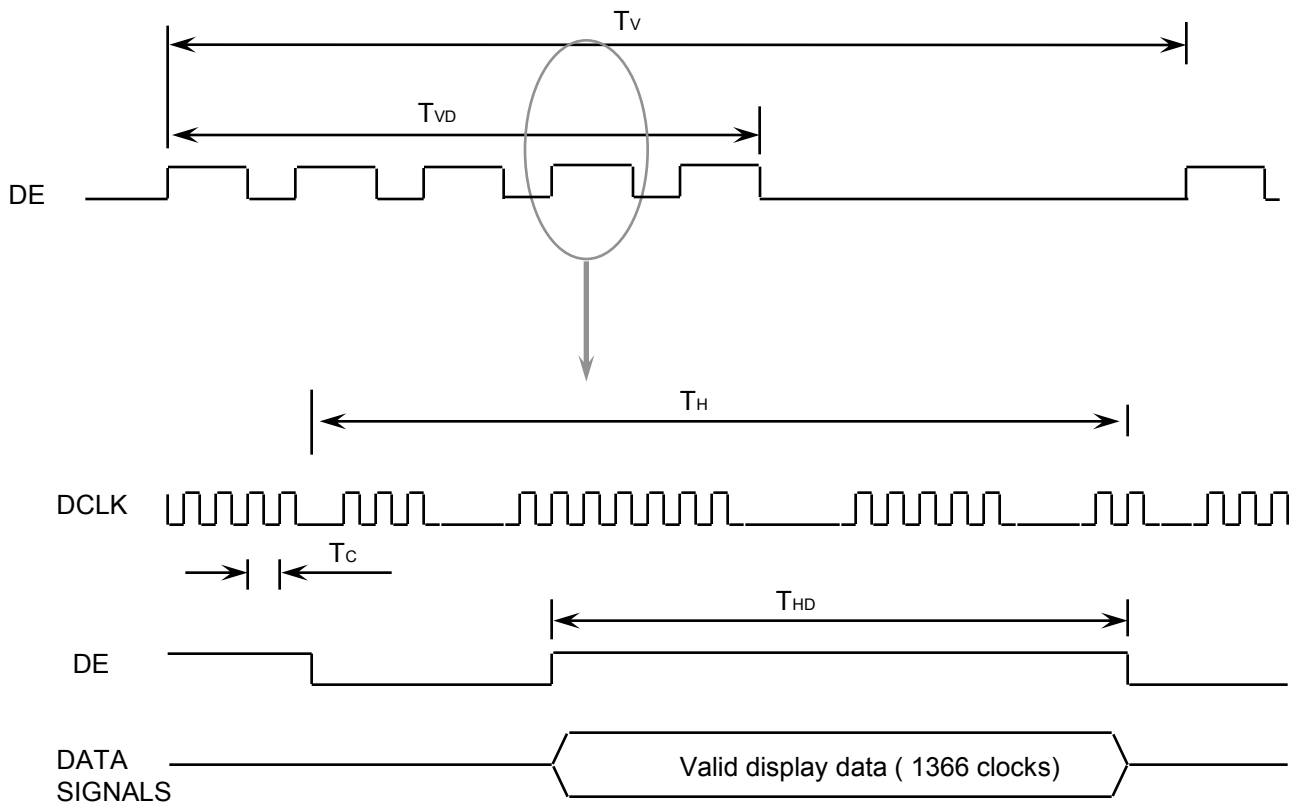 TV
TVD
DE
TH
DCLK
TC
THD
DE
DATA
SIGNALS
Valid display data ( 1366 clocks)